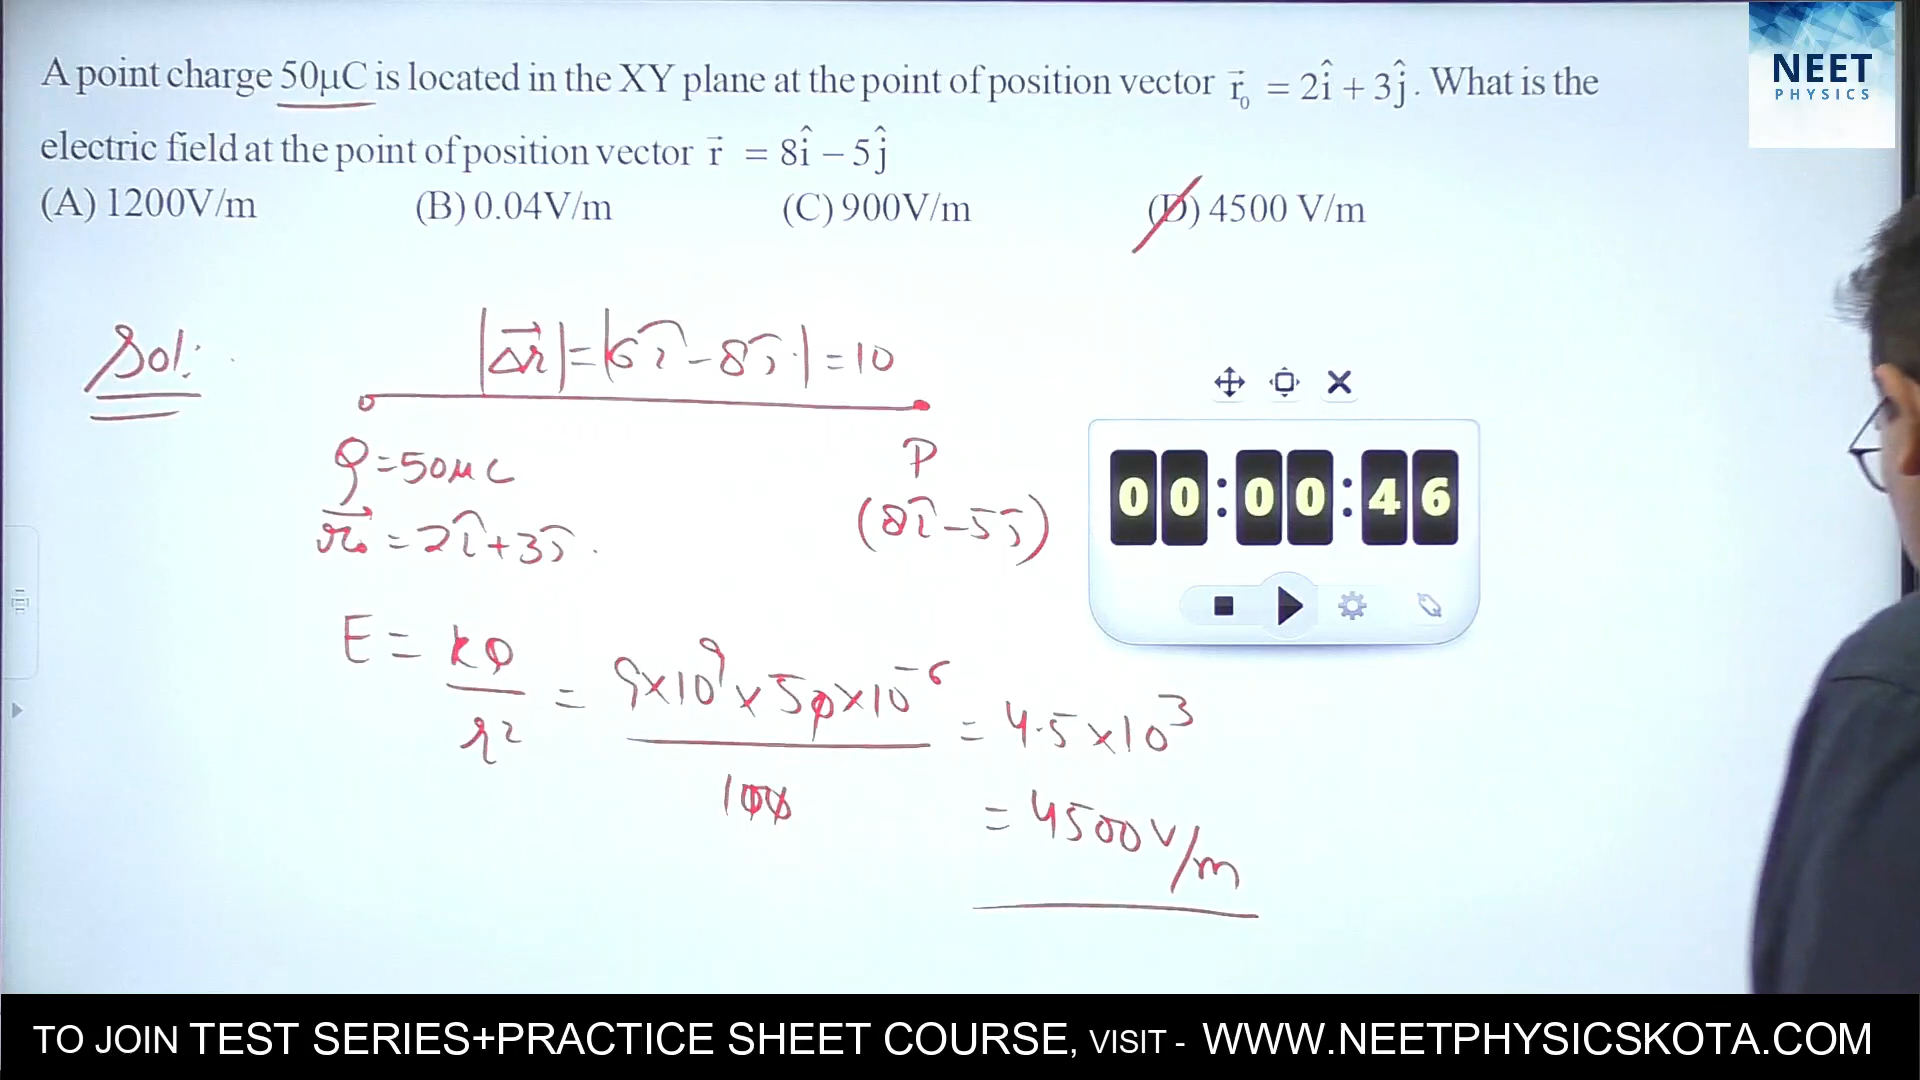 NEET
PHYSICS
A point charge 50μC is located in the XY plane at the point of position vector r⃗₀ = 2î + 3ĵ. What is the
electric field at the point of position vector r⃗ = 8î − 5ĵ
(A) 1200V/m (B) 0.04V/m (C) 900V/m (D) 4500 V/m
Sol:
|Δr⃗| = |6î − 8ĵ| = 10
Q = 50μC
P
r⃗₀ = 2î + 3ĵ
(8î − 5ĵ)
00:00:46
E = kQ/r² = 9×10⁹×50×10⁻⁶/100 = 4.5×10³
= 4500 V/m
TO JOIN TEST SERIES+PRACTICE SHEET COURSE, VISIT - WWW.NEETPHYSICSKOTA.COM